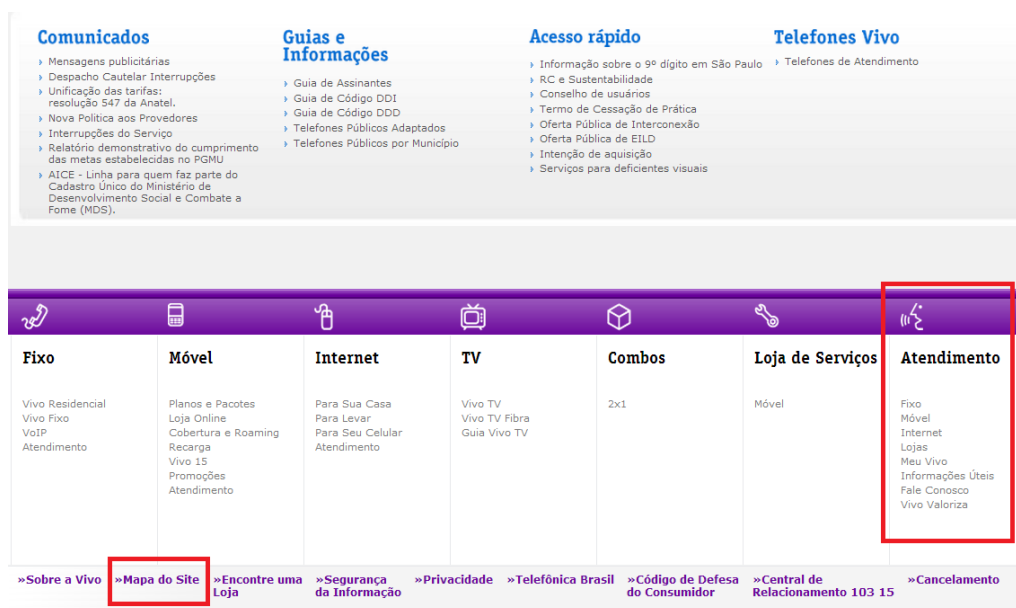 Comunicados
Mensagens publicitárias
Despacho Cautelar Interrupções
Unificação das tarifas:
resolução 547 da Anatel.
Nova Politica aos Provedores
Interrupções do Serviço
Relatório demonstrativo do cumprimento
das metas estabelecidas no PGMU
AICE - Linha para quem faz parte do
Cadastro Único do Ministério de
Desenvolvimento Social e Combate a
Fome (MDS).
Guias e
Informações
Guia de Assinantes
Guia de Código DDI
Guia de Código DDD
Telefones Públicos Adaptados
Telefones Públicos por Município
Acesso rápido
Informação sobre o 9º dígito em São Paulo
RC e Sustentabilidade
Conselho de usuários
Termo de Cessação de Prática
Oferta Pública de Interconexão
Oferta Pública de EILD
Intenção de aquisição
Serviços para deficientes visuais
Telefones Vivo
Telefones de Atendimento
Fixo
Vivo Residencial
Vivo Fixo
VoIP
Atendimento
Móvel
Planos e Pacotes
Loja Online
Cobertura e Roaming
Recarga
Vivo 15
Promoções
Atendimento
Internet
Para Sua Casa
Para Levar
Para Seu Celular
Atendimento
TV
Vivo TV
Vivo TV Fibra
Guia Vivo TV
Combos
2x1
Loja de Serviços
Móvel
Atendimento
Fixo
Móvel
Internet
Lojas
Meu Vivo
Informações Úteis
Fale Conosco
Vivo Valoriza
»Sobre a Vivo
»Mapa do Site
»Encontre uma
Loja
»Segurança
da Informação
»Privacidade
»Telefônica Brasil
»Código de Defesa
do Consumidor
»Central de
Relacionamento 103 15
»Cancelamento